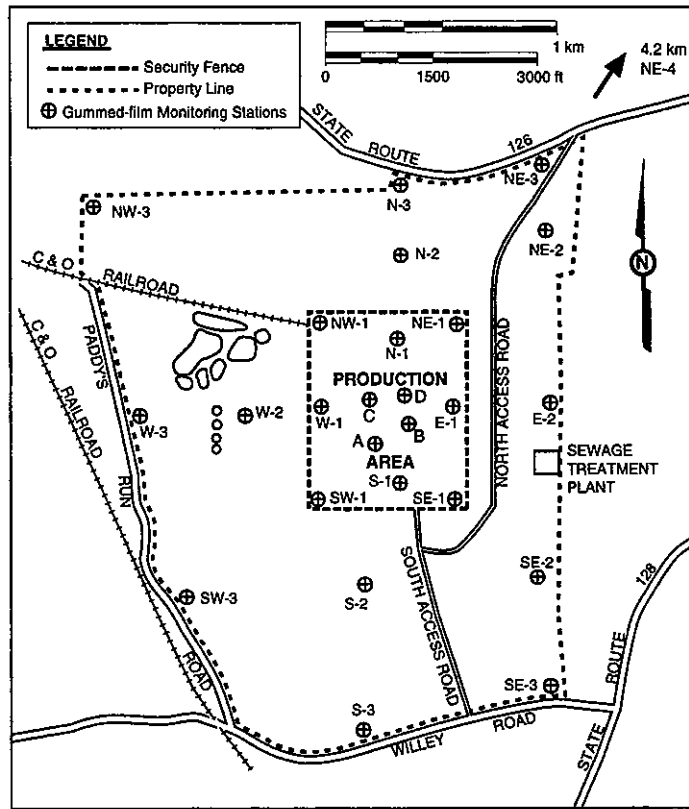 LEGEND
Security Fence
Property Line
Gummed-film Monitoring Stations
1 km
0 1500 3000 ft
4.2 km
NE-4
STATE
ROUTE
126
NE-3
N-3
NW-3
NE-2
N-2
N
C & O
RAILROAD
C & O
RAILROAD
PADDY'S
RUN
ROAD
NW-1
NE-1
N-1
PRODUCTION
D
C
W-1
E-1
B
A
AREA
S-1
SW-1
SE-1
W-3
W-2
NORTH ACCESS ROAD
E-2
SEWAGE
TREATMENT
PLANT
SE-2
SW-3
S-2
SOUTH ACCESS ROAD
128
ROUTE
STATE
SE-3
S-3
WILLEY
ROAD